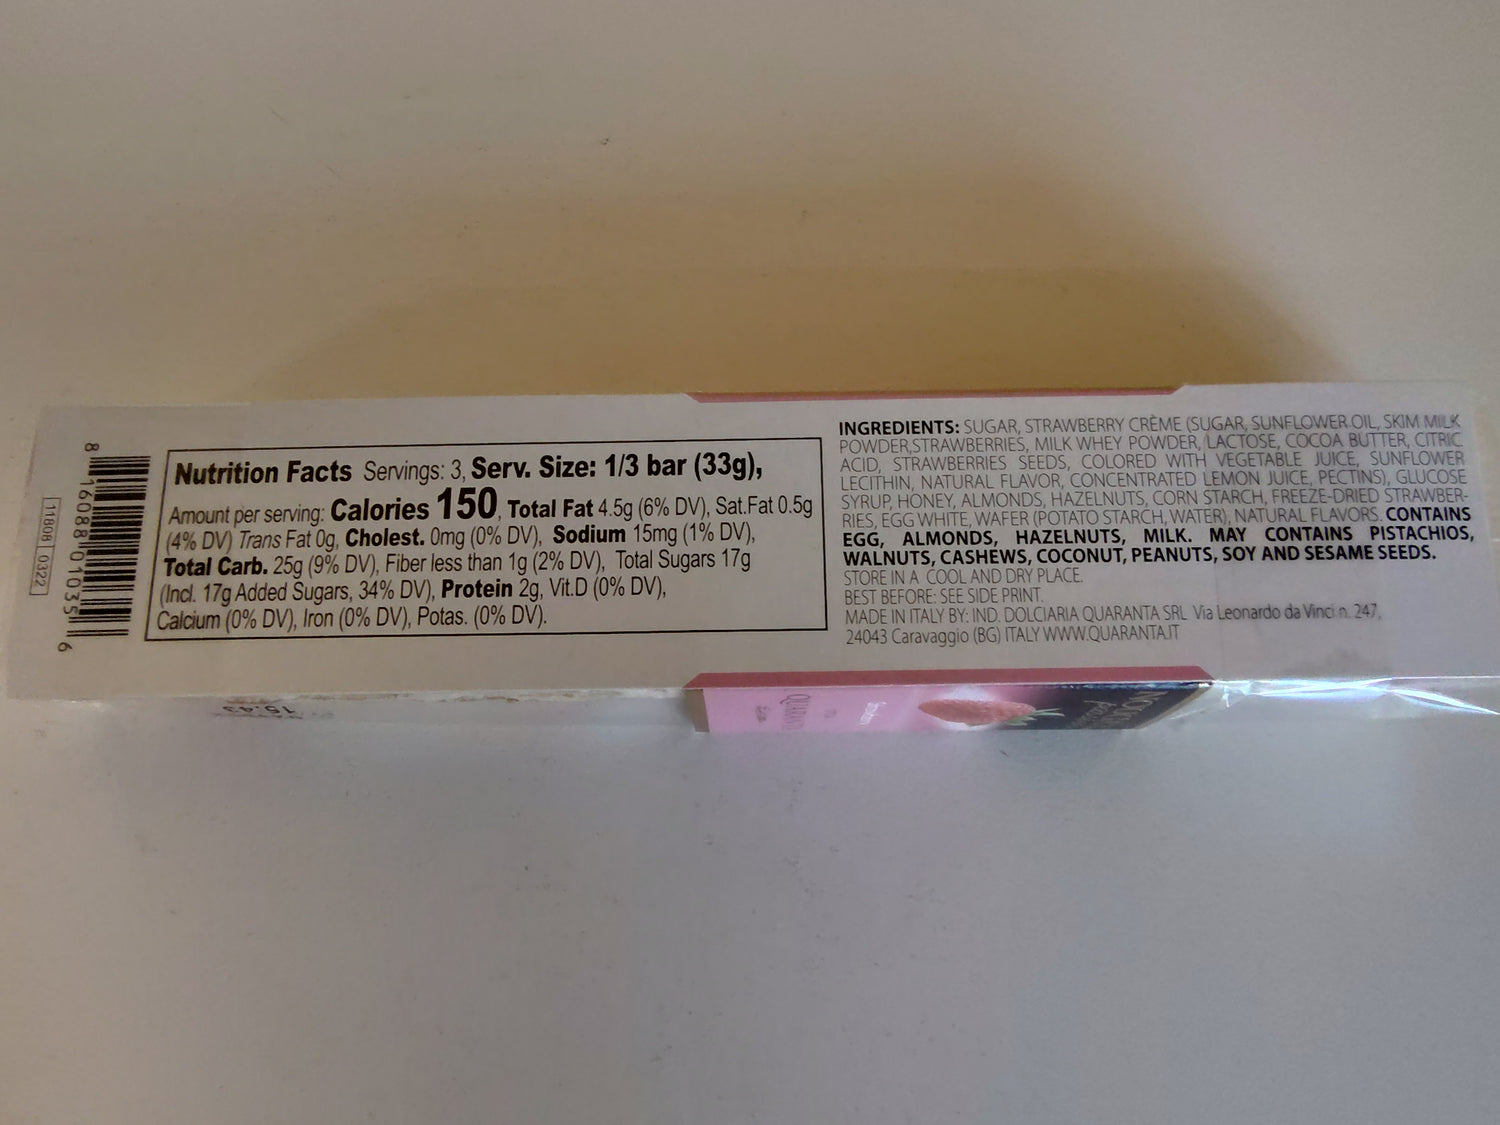 8 16088 01035 6
11808 0322
Nutrition Facts Servings: 3, Serv. Size: 1/3 bar (33g),
Amount per serving: Calories 150, Total Fat 4.5g (6% DV), Sat.Fat 0.5g
(4% DV) Trans Fat 0g, Cholest. 0mg (0% DV), Sodium 15mg (1% DV),
Total Carb. 25g (9% DV), Fiber less than 1g (2% DV), Total Sugars 17g
(Incl. 17g Added Sugars, 34% DV), Protein 2g, Vit.D (0% DV),
Calcium (0% DV), Iron (0% DV), Potas. (0% DV).
INGREDIENTS: SUGAR, STRAWBERRY CRÈME (SUGAR, SUNFLOWER OIL, SKIM MILK
POWDER,STRAWBERRIES, MILK WHEY POWDER, LACTOSE, COCOA BUTTER, CITRIC
ACID, STRAWBERRIES SEEDS, COLORED WITH VEGETABLE JUICE, SUNFLOWER
LECITHIN, NATURAL FLAVOR, CONCENTRATED LEMON JUICE, PECTINS), GLUCOSE
SYRUP, HONEY, ALMONDS, HAZELNUTS, CORN STARCH, FREEZE-DRIED STRAWBER-
RIES, EGG WHITE, WAFER (POTATO STARCH, WATER), NATURAL FLAVORS. CONTAINS
EGG, ALMONDS, HAZELNUTS, MILK. MAY CONTAINS PISTACHIOS,
WALNUTS, CASHEWS, COCONUT, PEANUTS, SOY AND SESAME SEEDS.
STORE IN A COOL AND DRY PLACE.
BEST BEFORE: SEE SIDE PRINT.
MADE IN ITALY BY: IND. DOLCIARIA QUARANTA SRL Via Leonardo da Vinci n. 247,
24043 Caravaggio (BG) ITALY WWW.QUARANTA.IT
15:43